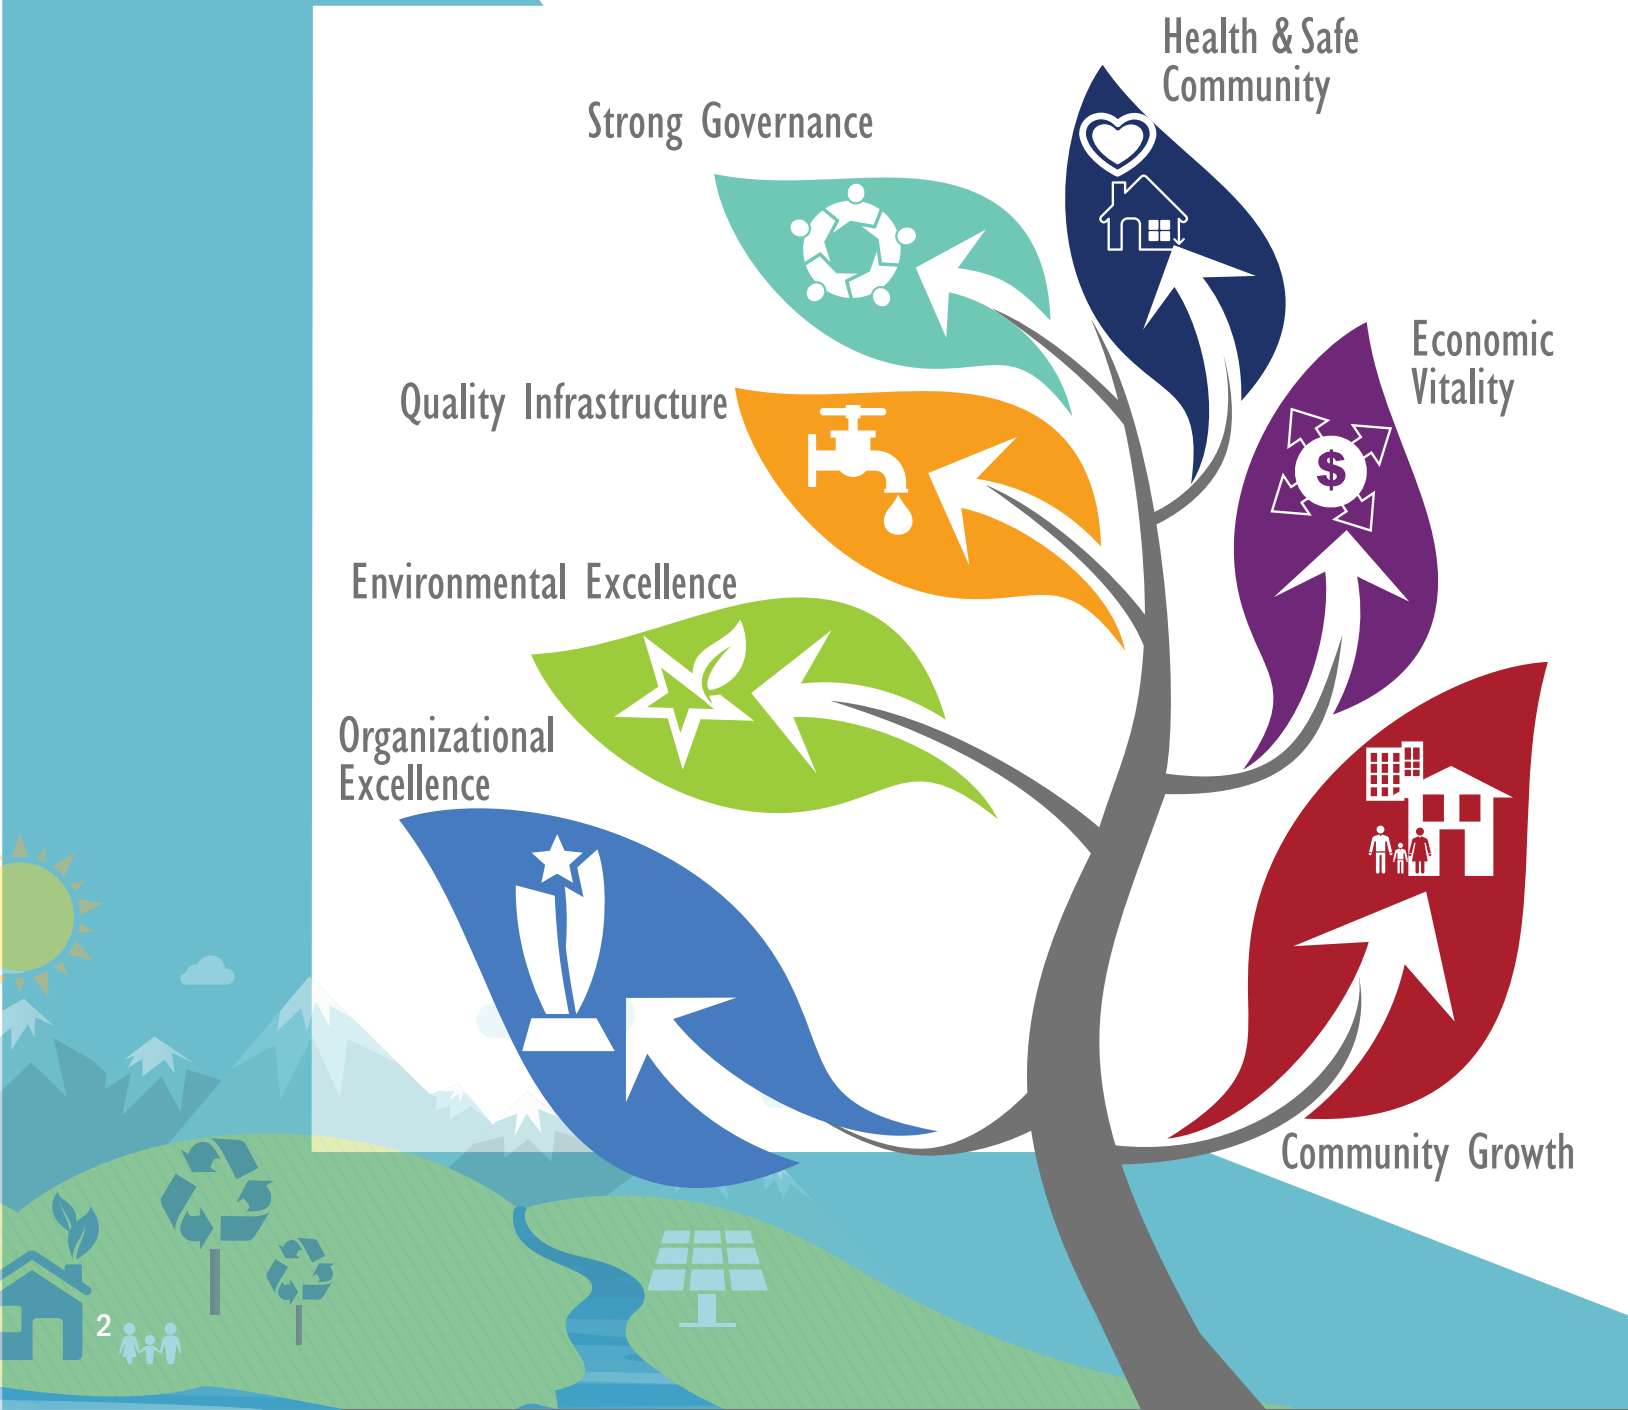 Health & Safe
Community
Strong Governance
Economic
Vitality
Quality Infrastructure
$
Environmental Excellence
Organizational
Excellence
Community Growth
2